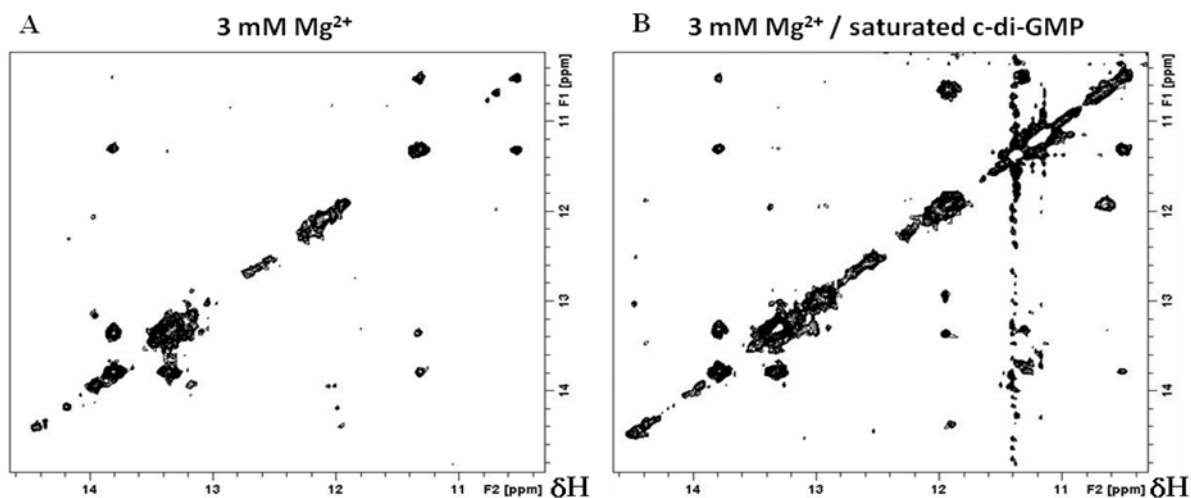 A
3 mM Mg²⁺
B
3 mM Mg²⁺ / saturated c-di-GMP
F1 [ppm]
11
12
13
14
14
13
12
11
F2 [ppm]
δH
F1 [ppm]
11
12
13
14
14
13
12
11
F2 [ppm]
δH